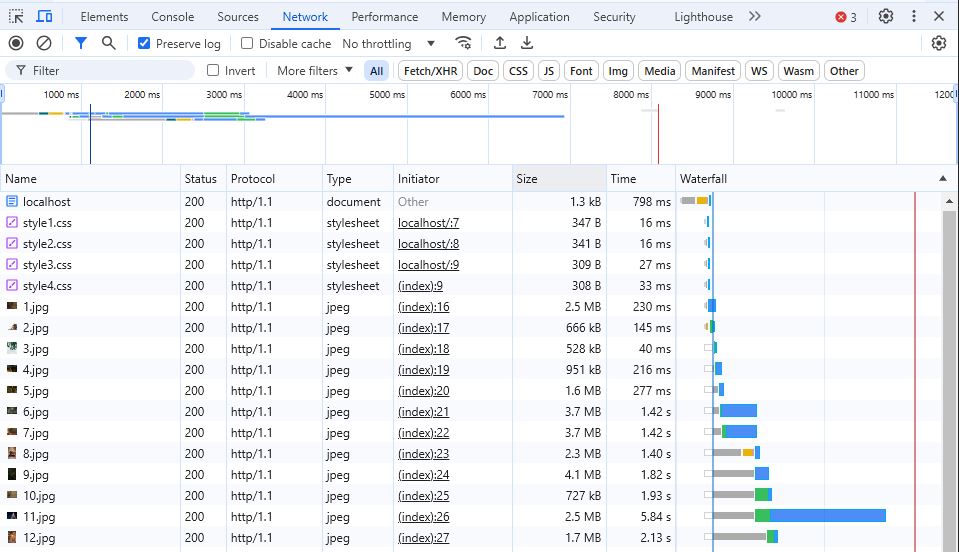 Elements Console Sources Network Performance Memory Application Security Lighthouse 3
Preserve log Disable cache No throttling
Filter Invert More filters All Fetch/XHR Doc CSS JS Font Img Media Manifest WS Wasm Other
1000 ms 2000 ms 3000 ms 4000 ms 5000 ms 6000 ms 7000 ms 8000 ms 9000 ms 10000 ms 11000 ms 1200
Name Status Protocol Type Initiator Size Time Waterfall
localhost 200 http/1.1 document Other 1.3 kB 798 ms
style1.css 200 http/1.1 stylesheet localhost/:7 347 B 16 ms
style2.css 200 http/1.1 stylesheet localhost/:8 341 B 16 ms
style3.css 200 http/1.1 stylesheet localhost/:9 309 B 27 ms
style4.css 200 http/1.1 stylesheet (index):9 308 B 33 ms
1.jpg 200 http/1.1 jpeg (index):16 2.5 MB 230 ms
2.jpg 200 http/1.1 jpeg (index):17 666 kB 145 ms
3.jpg 200 http/1.1 jpeg (index):18 528 kB 40 ms
4.jpg 200 http/1.1 jpeg (index):19 951 kB 216 ms
5.jpg 200 http/1.1 jpeg (index):20 1.6 MB 277 ms
6.jpg 200 http/1.1 jpeg (index):21 3.7 MB 1.42 s
7.jpg 200 http/1.1 jpeg (index):22 3.7 MB 1.42 s
8.jpg 200 http/1.1 jpeg (index):23 2.3 MB 1.40 s
9.jpg 200 http/1.1 jpeg (index):24 4.1 MB 1.82 s
10.jpg 200 http/1.1 jpeg (index):25 727 kB 1.93 s
11.jpg 200 http/1.1 jpeg (index):26 2.5 MB 5.84 s
12.jpg 200 http/1.1 jpeg (index):27 1.7 MB 2.13 s